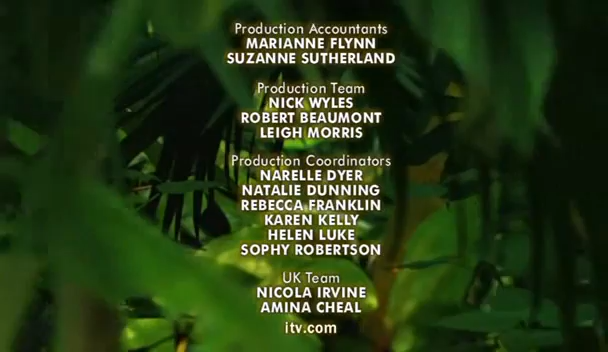 Production Accountants
MARIANNE FLYNN
SUZANNE SUTHERLAND
Production Team
NICK WYLES
ROBERT BEAUMONT
LEIGH MORRIS
Production Coordinators
NARELLE DYER
NATALIE DUNNING
REBECCA FRANKLIN
KAREN KELLY
HELEN LUKE
SOPHY ROBERTSON
UK Team
NICOLA IRVINE
AMINA CHEAL
itv.com